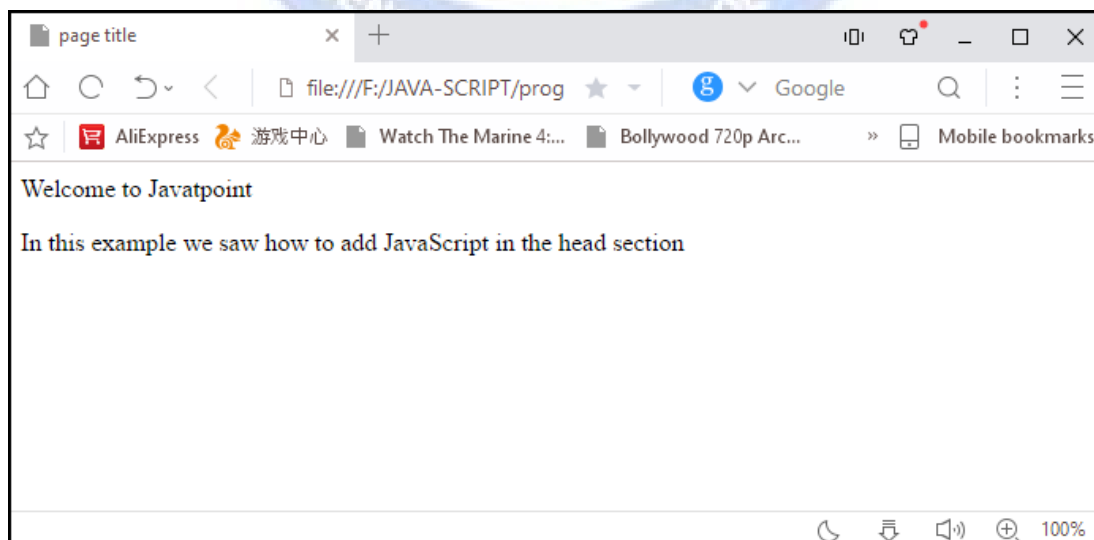 page title
file:///F:/JAVA-SCRIPT/prog
g Google
AliExpress 游戏中心 Watch The Marine 4:... Bollywood 720p Arc... » Mobile bookmarks
Welcome to Javatpoint
In this example we saw how to add JavaScript in the head section
100%